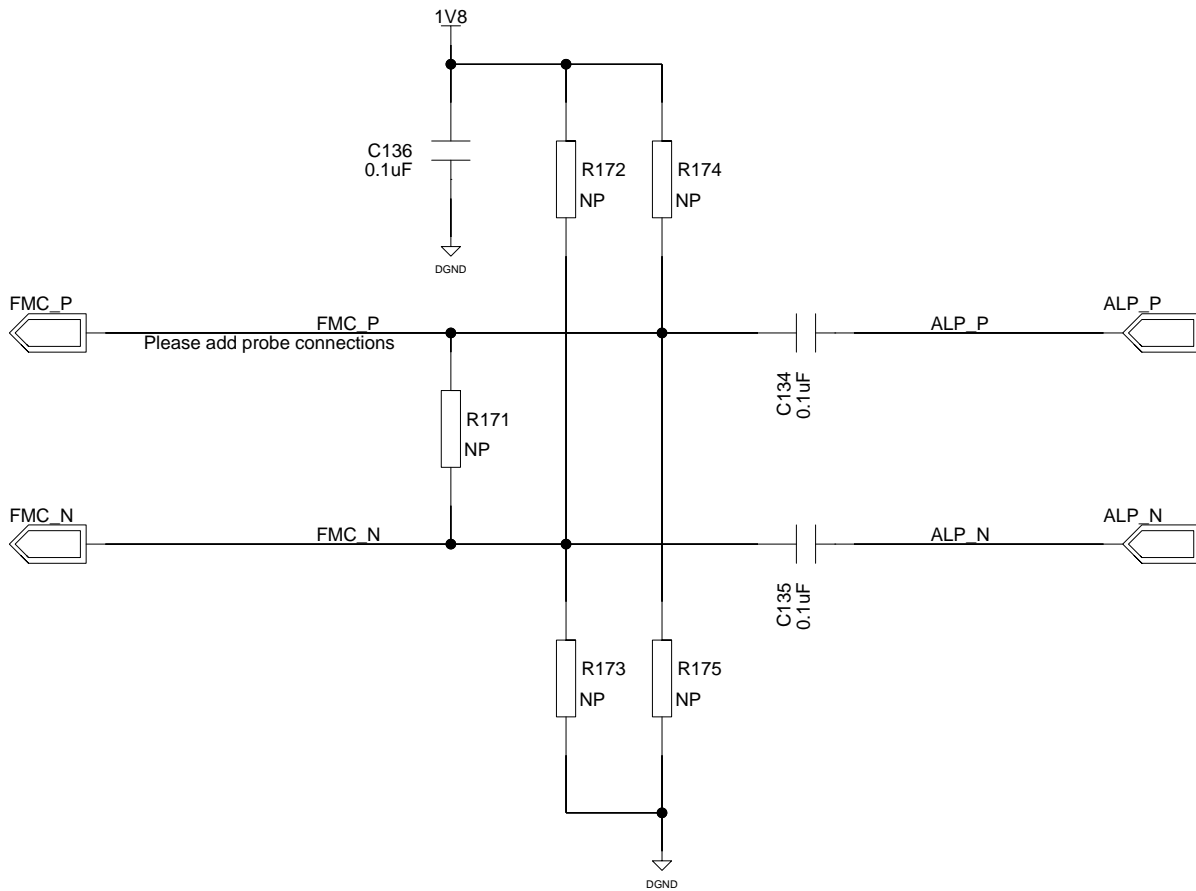 1V8
C136
0.1uF
R172
NP
R174
NP
DGND
FMC_P
FMC_P
Please add probe connections
ALP_P
ALP_P
C134
0.1uF
R171
NP
FMC_N
FMC_N
ALP_N
ALP_N
C135
0.1uF
R173
NP
R175
NP
DGND